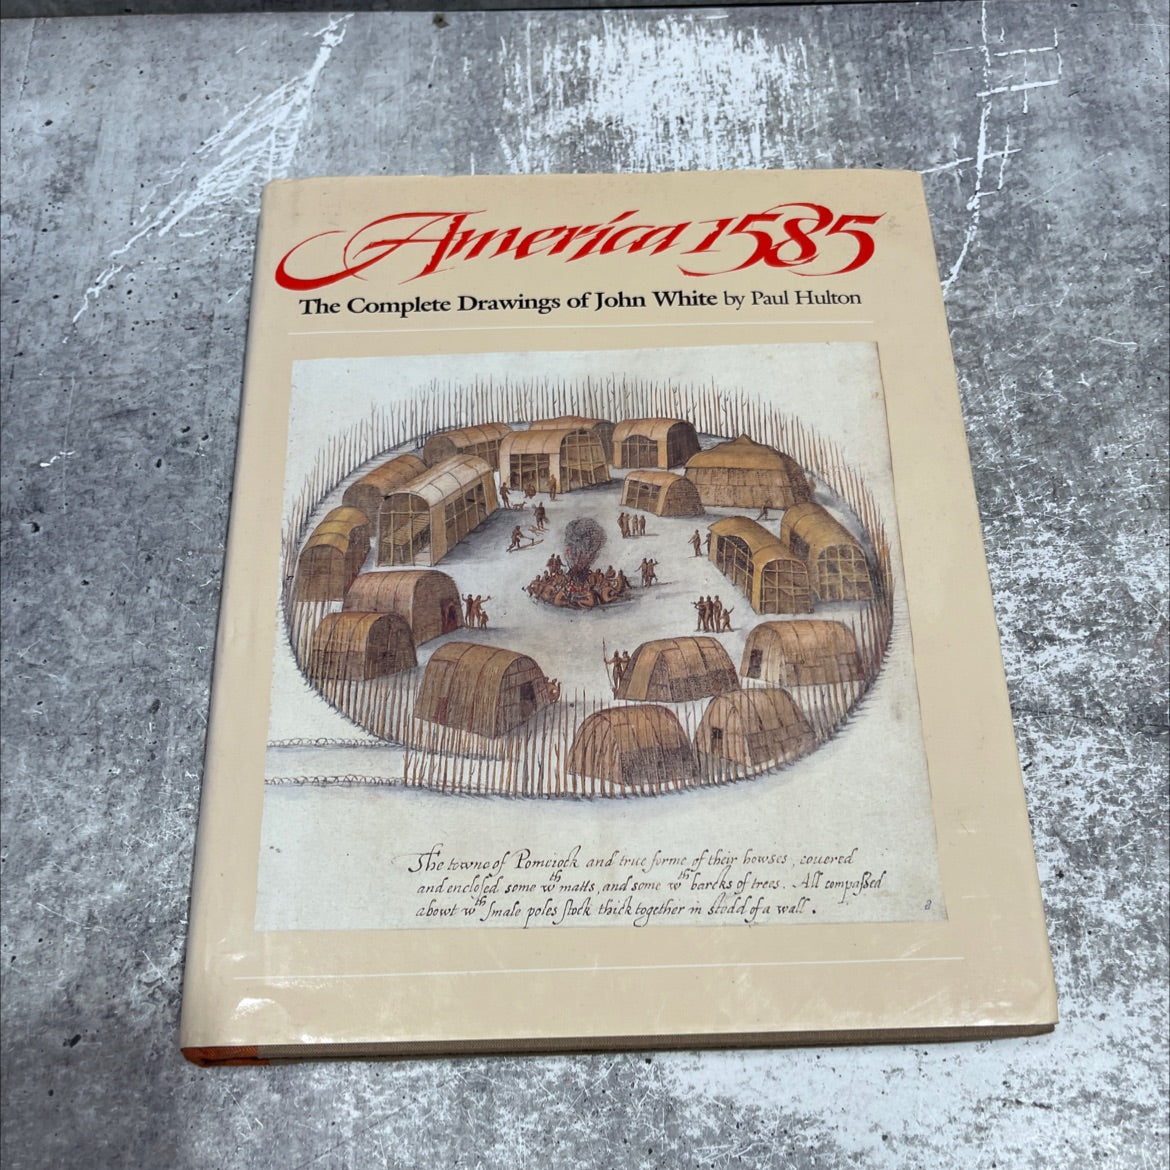 America 1585
The Complete Drawings of John White by Paul Hulton
The towne of Pomeiock and true forme of their howses, couered
and enclosed some wth matts, and some wth barcks of trees. All compassed
abowt wth smale poles stock thick together in stedd of a wall.